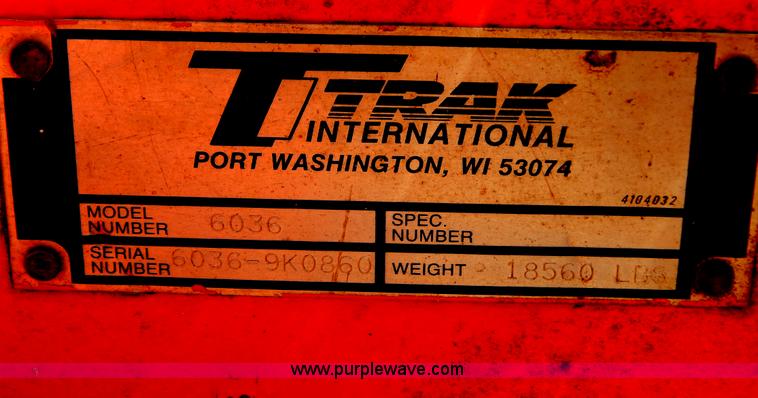 TRAK
INTERNATIONAL
PORT WASHINGTON, WI 53074
4104032
MODEL NUMBER 6036
SPEC. NUMBER
SERIAL NUMBER 6036-9K0860
WEIGHT 18560 LBS
www.purplewave.com